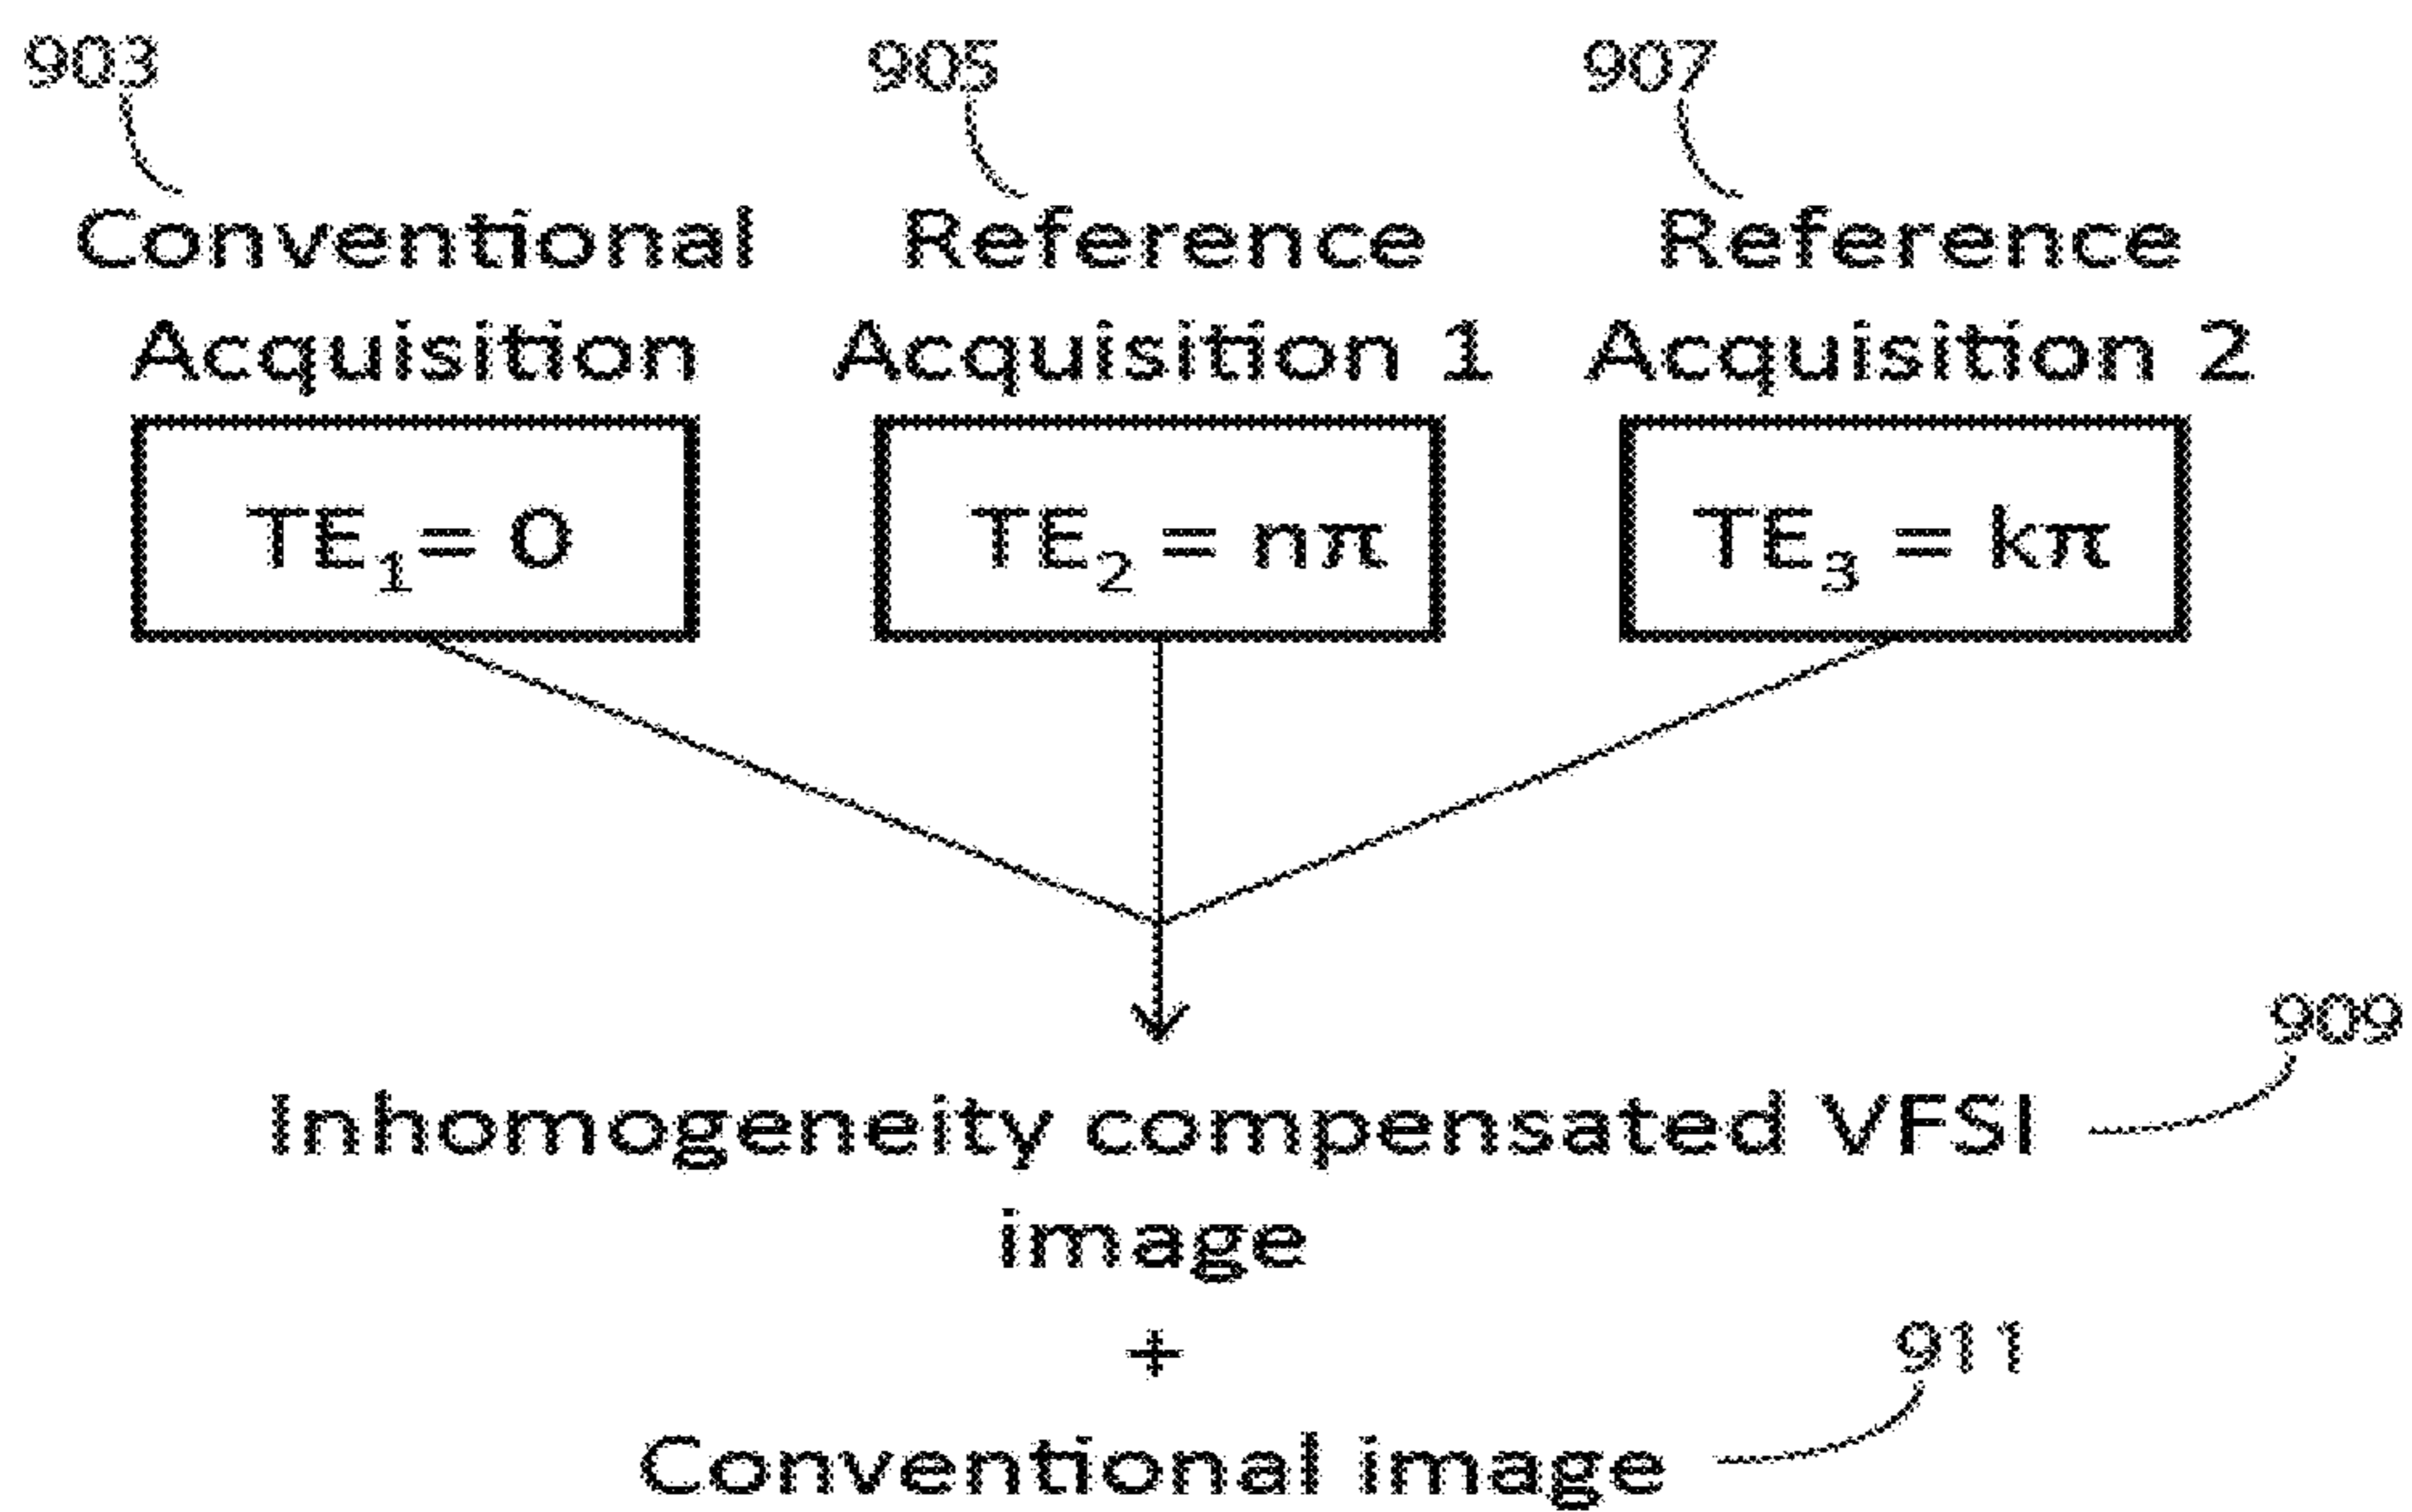 903
905
907
Conventional
Acquisition
Reference
Acquisition 1
Reference
Acquisition 2
TE₁= 0
TE₂ = nπ
TE₃ = kπ
909
Inhomogeneity compensated VFSI
image
+
911
Conventional image